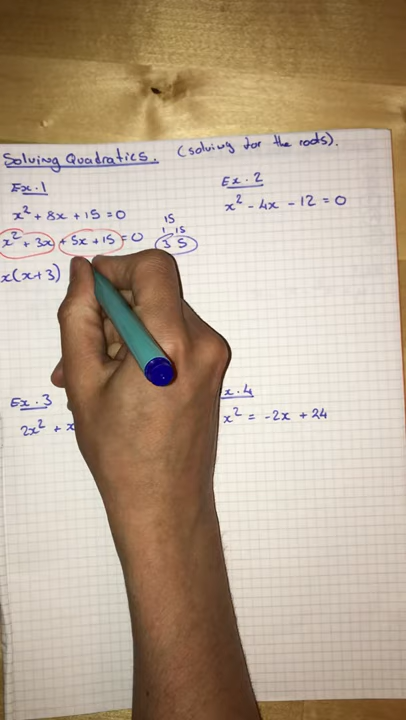 Solving Quadratics. (solving for the roots).
Ex.1
x² + 8x + 15 = 0
15
1 15
3 5
x² + 3x + 5x + 15 = 0
x(x+3)
Ex.2
x² - 4x - 12 = 0
Ex.3
2x² + x
x.4
x² = -2x + 24